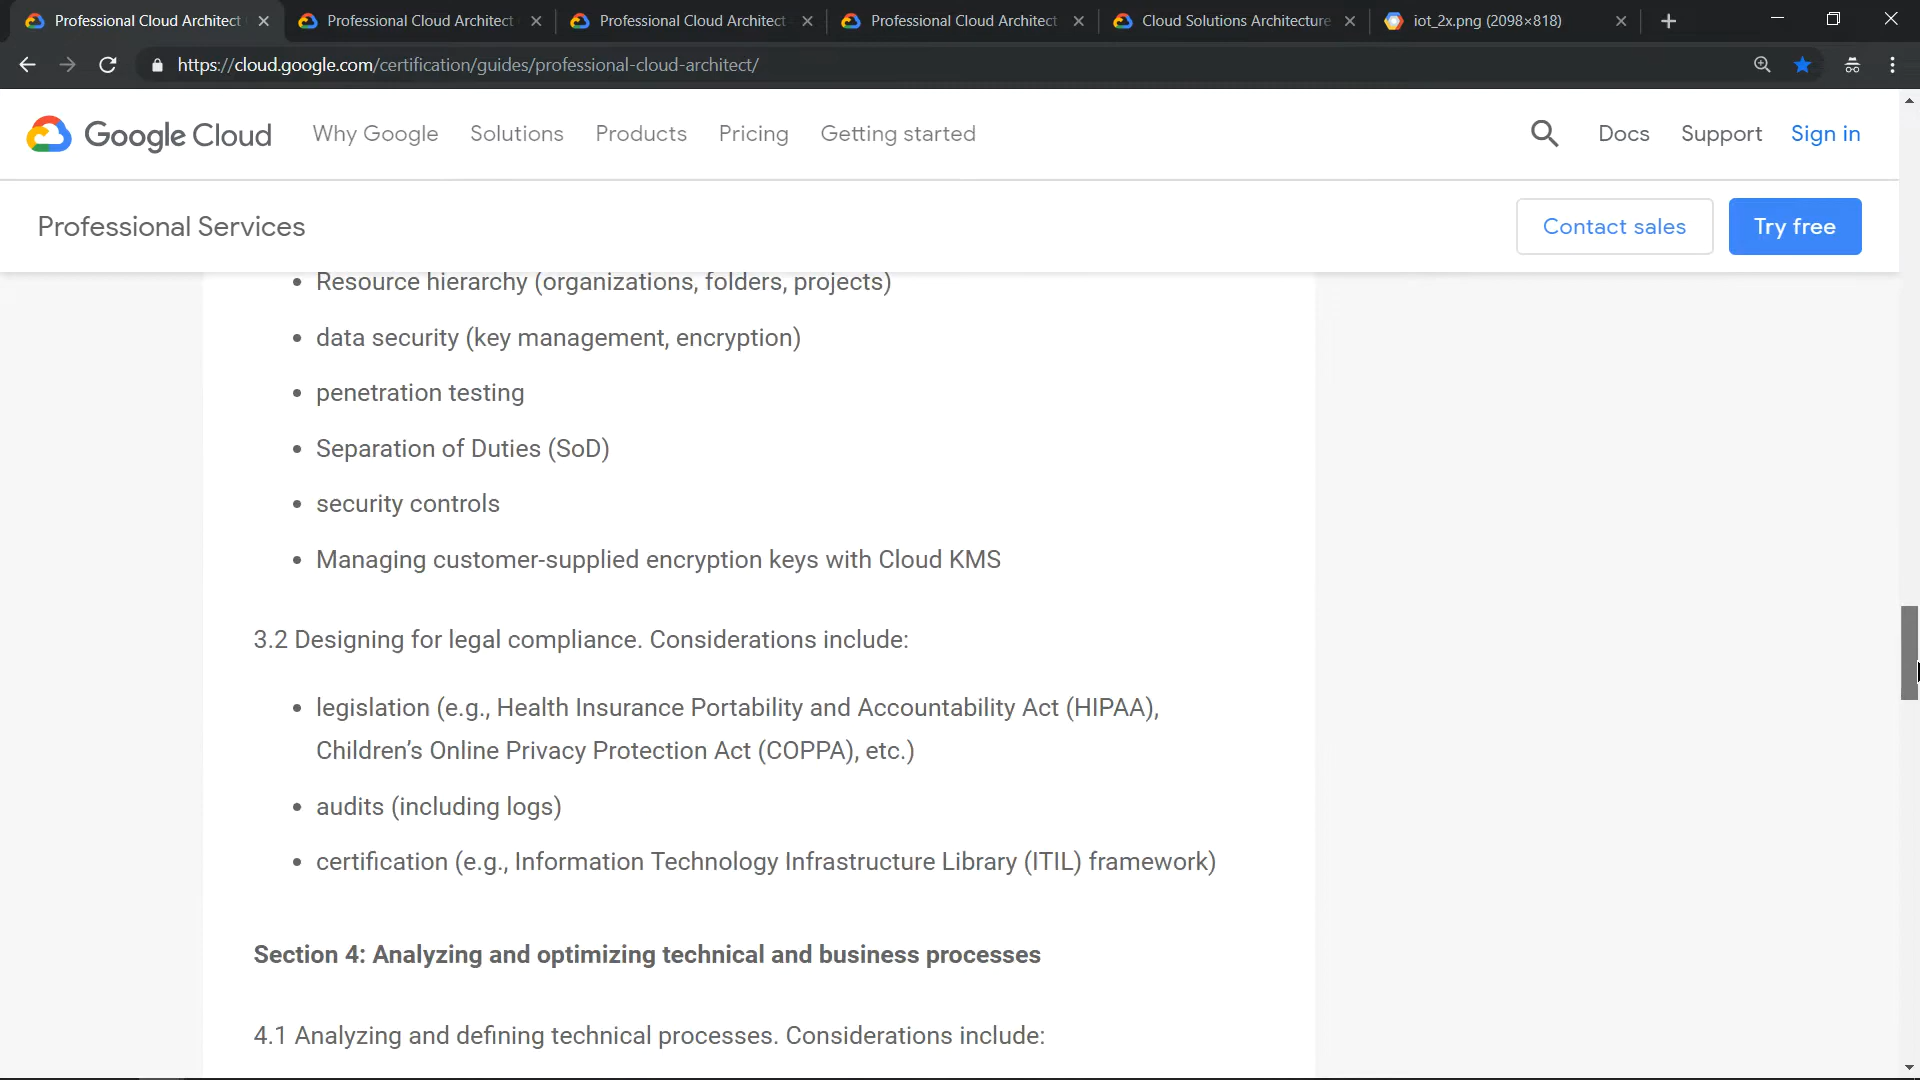 Professional Cloud Architect
Professional Cloud Architect
Professional Cloud Architect
Professional Cloud Architect
Cloud Solutions Architecture
iot_2x.png (2098×818)
https://cloud.google.com/certification/guides/professional-cloud-architect/
Google Cloud
Why Google
Solutions
Products
Pricing
Getting started
Docs
Support
Sign in
Professional Services
Contact sales
Try free
• Resource hierarchy (organizations, folders, projects)
• data security (key management, encryption)
• penetration testing
• Separation of Duties (SoD)
• security controls
• Managing customer-supplied encryption keys with Cloud KMS
3.2 Designing for legal compliance. Considerations include:
• legislation (e.g., Health Insurance Portability and Accountability Act (HIPAA),
Children’s Online Privacy Protection Act (COPPA), etc.)
• audits (including logs)
• certification (e.g., Information Technology Infrastructure Library (ITIL) framework)
Section 4: Analyzing and optimizing technical and business processes
4.1 Analyzing and defining technical processes. Considerations include: